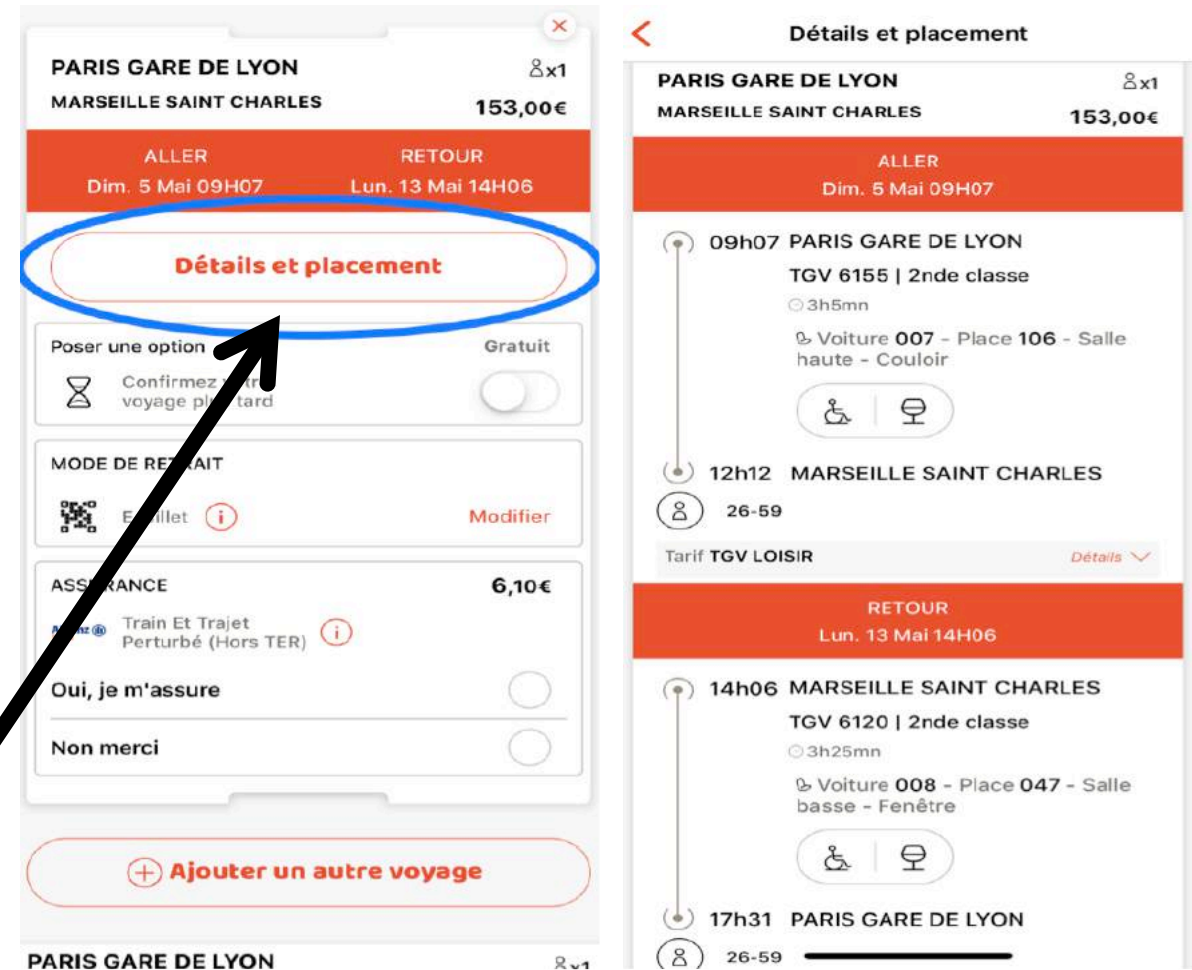 PARIS GARE DE LYON
x1
MARSEILLE SAINT CHARLES
153,00€
ALLER
RETOUR
Dim. 5 Mai 09H07
Lun. 13 Mai 14H06
Détails et placement
Poser une option
Gratuit
Confirmez
voyage plus tard
MODE DE RETRAIT
Modifier
ASSURANCE
6,10€
Train Et Trajet
Perturbé (Hors TER)
Oui, je m'assure
Non merci
Ajouter un autre voyage
PARIS GARE DE LYON
x1
Détails et placement
PARIS GARE DE LYON
x1
MARSEILLE SAINT CHARLES
153,00€
ALLER
Dim. 5 Mai 09H07
09h07 PARIS GARE DE LYON
TGV 6155 | 2nde classe
3h5mn
Voiture 007 - Place 106 - Salle
haute - Couloir
12h12 MARSEILLE SAINT CHARLES
26-59
Tarif TGV LOISIR
Détails
RETOUR
Lun. 13 Mai 14H06
14h06 MARSEILLE SAINT CHARLES
TGV 6120 | 2nde classe
3h25mn
Voiture 008 - Place 047 - Salle
basse - Fenêtre
17h31 PARIS GARE DE LYON
26-59